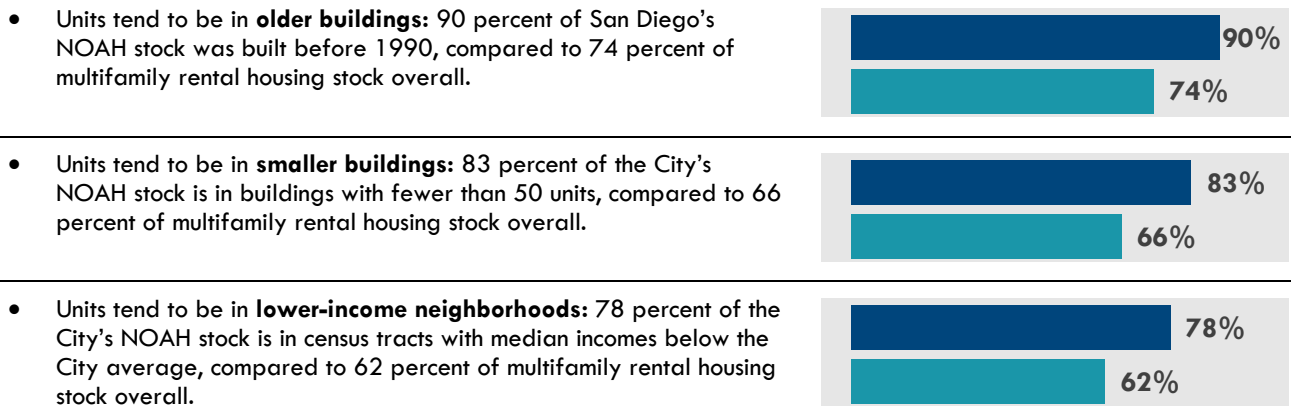 • Units tend to be in older buildings: 90 percent of San Diego’s
NOAH stock was built before 1990, compared to 74 percent of
multifamily rental housing stock overall.
90%
74%
• Units tend to be in smaller buildings: 83 percent of the City’s
NOAH stock is in buildings with fewer than 50 units, compared to 66
percent of multifamily rental housing stock overall.
83%
66%
• Units tend to be in lower-income neighborhoods: 78 percent of the
City’s NOAH stock is in census tracts with median incomes below the
City average, compared to 62 percent of multifamily rental housing
stock overall.
78%
62%